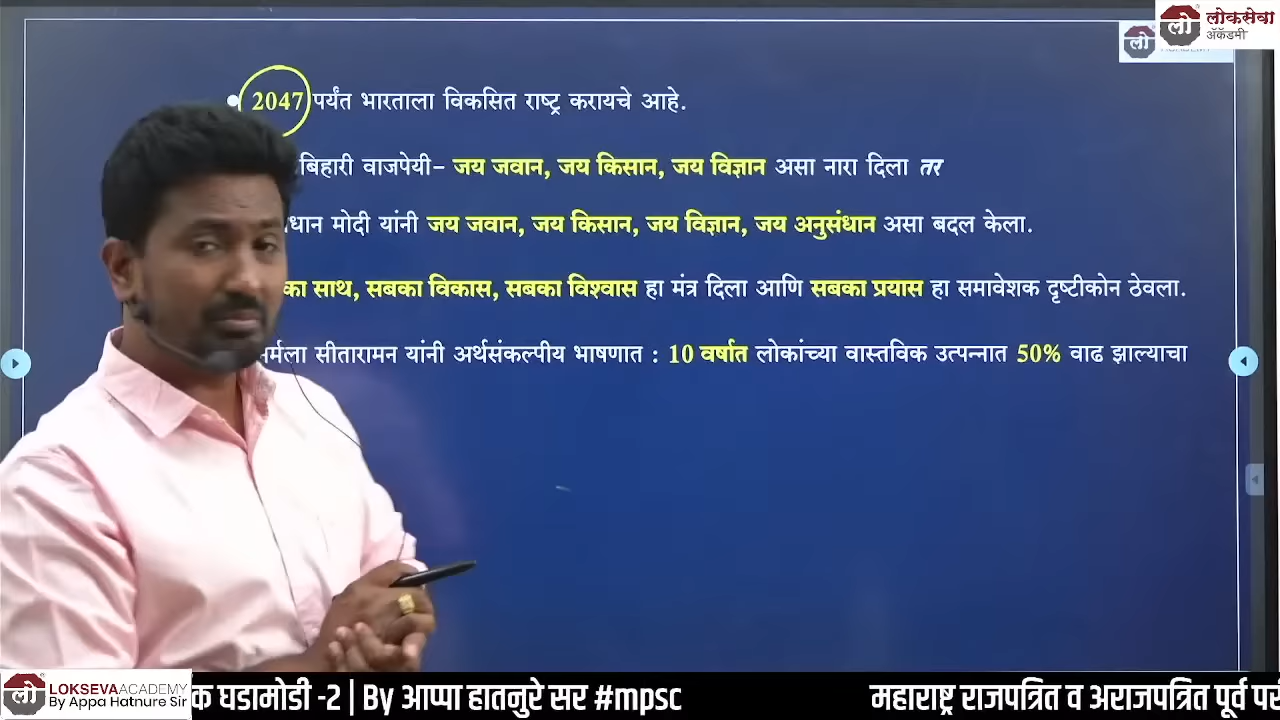 लोकसेवा
अ‍ॅकॅडमी
2047 पर्यंत भारताला विकसित राष्ट्र करायचे आहे.
बिहारी वाजपेयी– जय जवान, जय किसान, जय विज्ञान असा नारा दिला तर
मोदी यांनी जय जवान, जय किसान, जय विज्ञान, जय अनुसंधान असा बदल केला.
साथ, सबका विकास, सबका विश्वास हा मंत्र दिला आणि सबका प्रयास हा समावेशक दृष्टीकोन ठेवला.
सीतारामन यांनी अर्थसंकल्पीय भाषणात : 10 वर्षात लोकांच्या वास्तविक उत्पन्नात 50% वाढ झाल्याचा
लो
LOKSEVA ACADEMY
By Appa Hatnure Sir
घडामोडी -2 | By आप्पा हातनुरे सर #mpsc महाराष्ट्र राजपत्रित व अराजपत्रित पूर्व